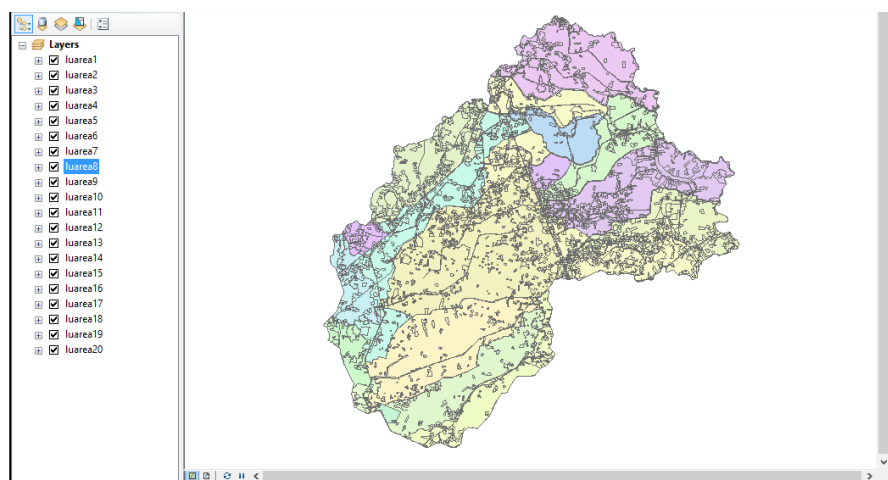 Layers
luarea1
luarea2
luarea3
luarea4
luarea5
luarea6
luarea7
luarea8
luarea9
luarea10
luarea11
luarea12
luarea13
luarea14
luarea15
luarea16
luarea17
luarea18
luarea19
luarea20